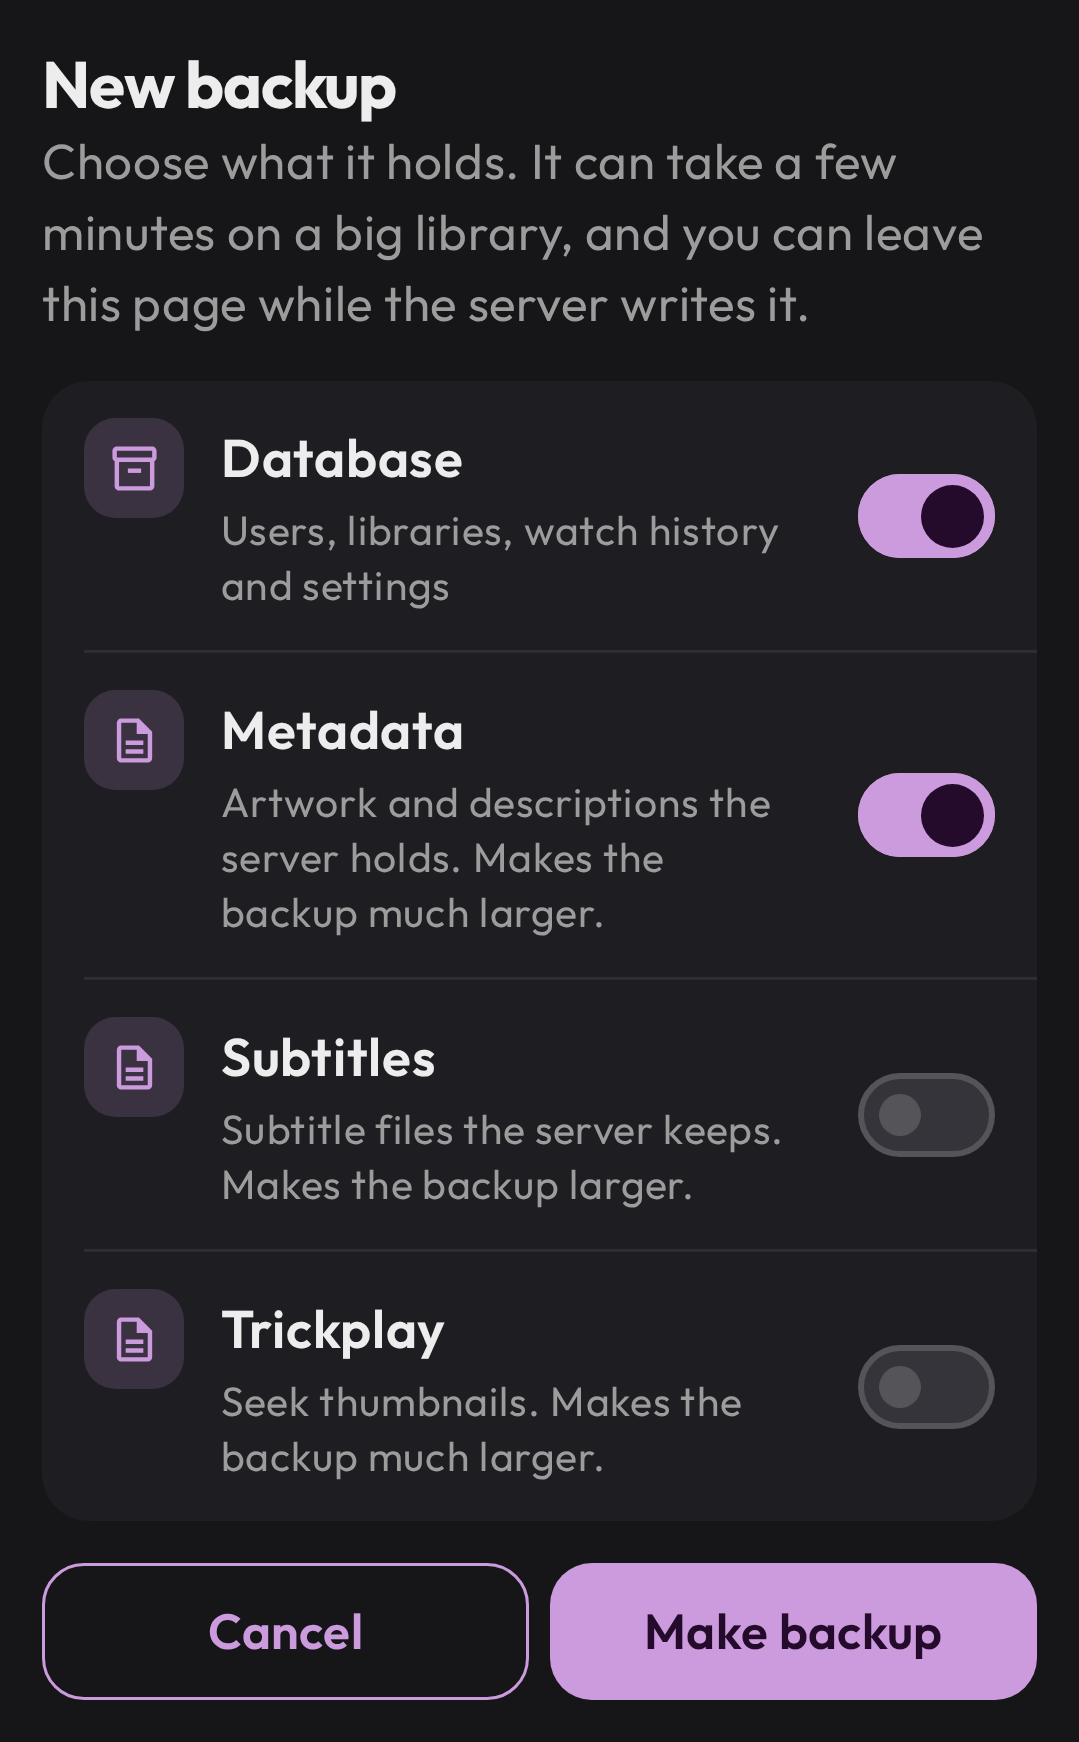 New backup
Choose what it holds. It can take a few
minutes on a big library, and you can leave
this page while the server writes it.
Database
Users, libraries, watch history
and settings
Metadata
Artwork and descriptions the
server holds. Makes the
backup much larger.
Subtitles
Subtitle files the server keeps.
Makes the backup larger.
Trickplay
Seek thumbnails. Makes the
backup much larger.
Cancel
Make backup